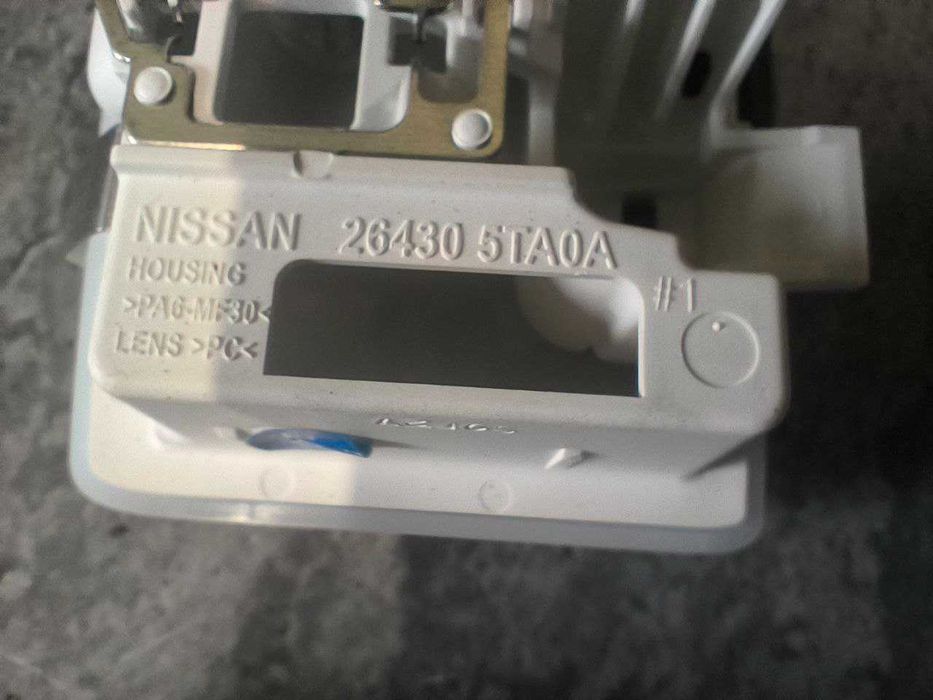 NISSAN 26430 5TA0A
HOUSING
>PA6-MF30<
LENS >PC<
#1